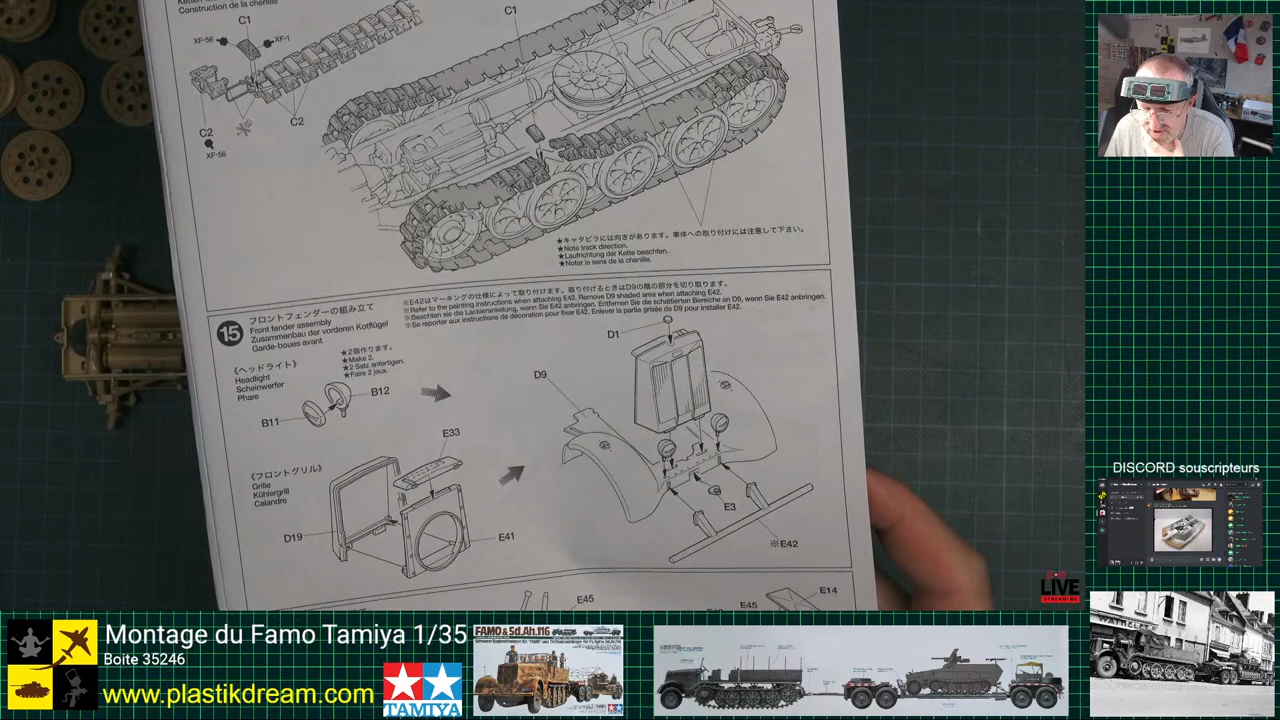 Construction de la chenille
C1
XF-56
XF-1
C2
C2
XF-56
C1
★キャタピラには向きがあります。車体への取り付けには注意して下さい。
★Note track direction.
★Laufrichtung der Kette beachten.
★Noter le sens de la chenille.
15
フロントフェンダーの組み立て
Front fender assembly
Zusammenbau der vorderen Kotflügel
Garde-boues avant
※E42はマーキングの仕様によって取り付けます。取り付けるときはD9の陰の部分を切り取ります。
※Refer to the painting instructions when attaching E42. Remove D9 shaded area when attaching E42.
※Beachten sie die Lackieranleitung, wenn Sie E42 anbringen. Entfernen Sie die schattierten Bereiche an D9, wenn Sie E42 anbringen.
※Se reporter aux instructions de décoration pour fixer E42. Enlever la partie grisée de D9 pour installer E42.
《ヘッドライト》
Headlight
Scheinwerfer
Phare
★2個作ります。
★Make 2.
★2 Satz anfertigen.
★Faire 2 jeux.
B12
B11
E33
《フロントグリル》
Grille
Kühlergrill
Calandre
D19
E41
D1
D9
E3
※E42
E45
E45
E14
DISCORD souscripteurs
LIVE
STREAMING
Montage du Famo Tamiya 1/35
Boite 35246
www.plastikdream.com
TAMIYA
FAMO & Sd.Ah.116